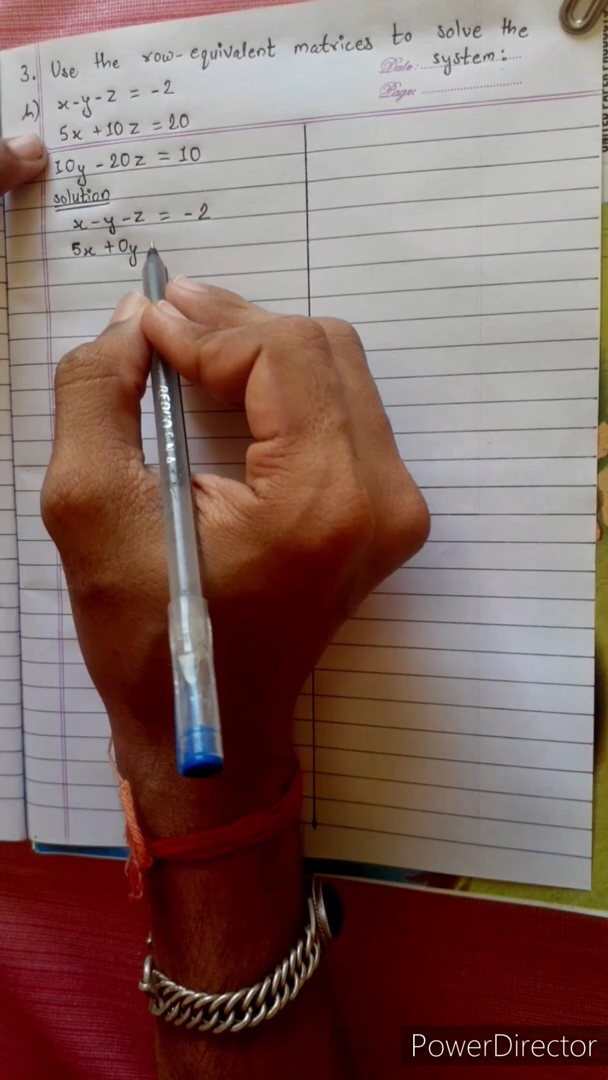 3. Use the row-equivalent matrices to solve the
system:
Date:
Page:
h) x-y-z = -2
5x +10z = 20
10y - 20z = 10
solution
x-y-z = -2
5x + 0y
PowerDirector